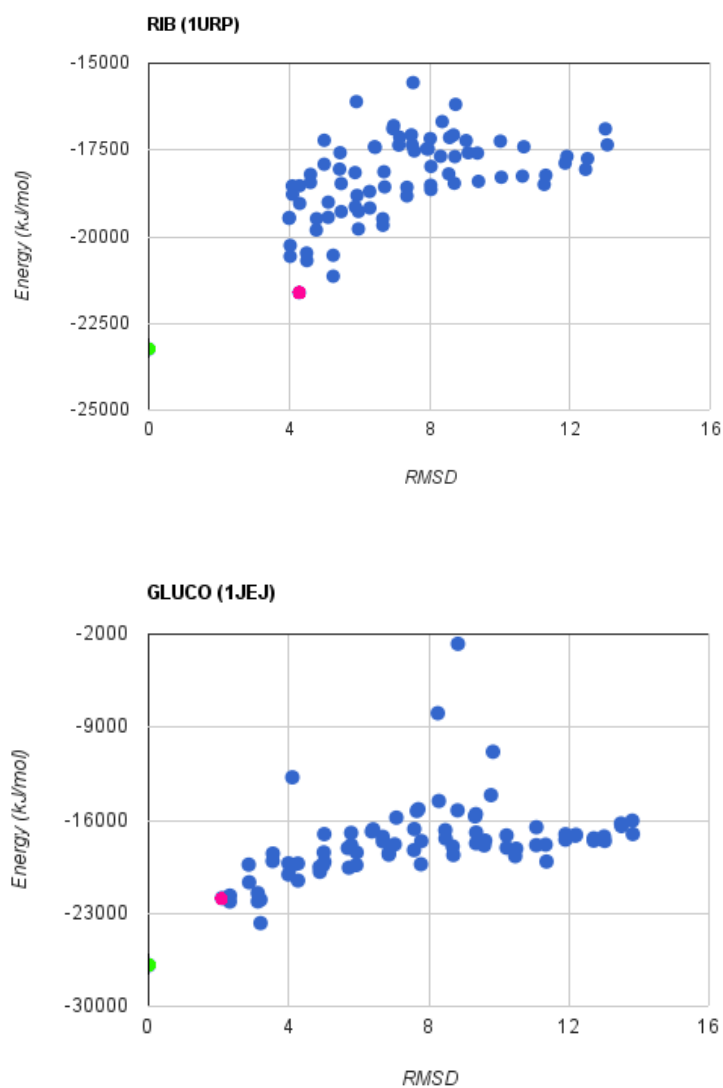 RIB (1URP)
-15000
-17500
-20000
-22500
-25000
Energy (kJ/mol)
0 4 8 12 16
RMSD
GLUCO (1JEJ)
-2000
-9000
-16000
-23000
-30000
Energy (kJ/mol)
0 4 8 12 16
RMSD